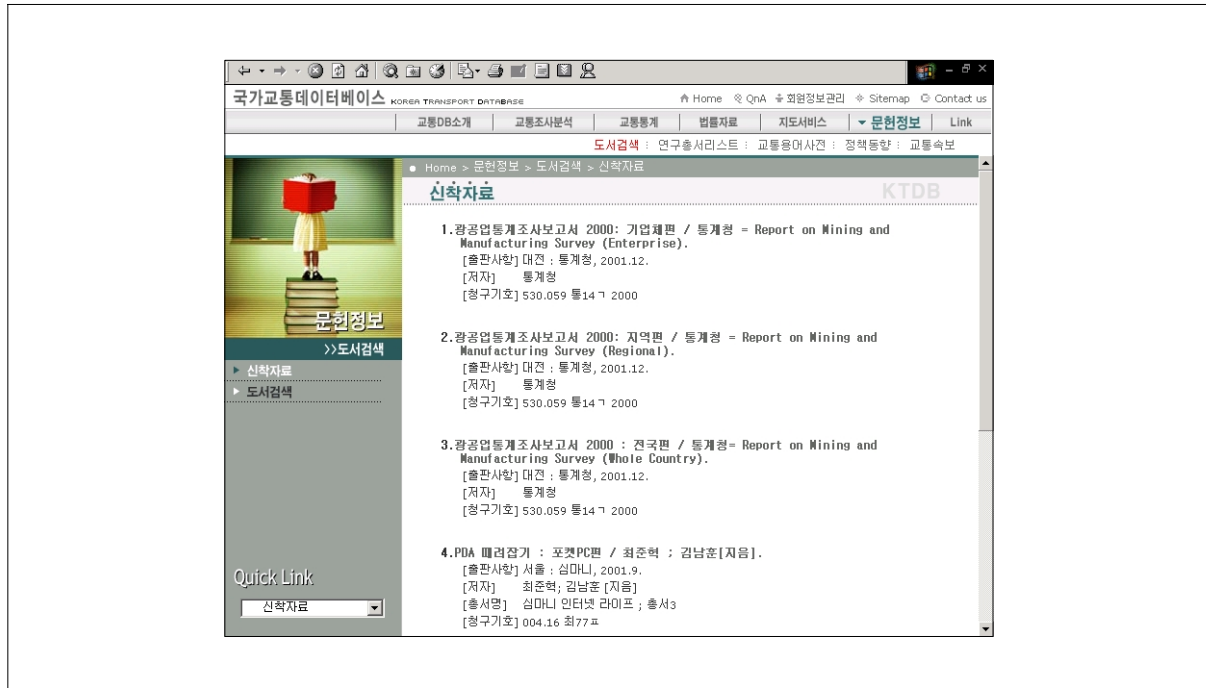 국가교통데이터베이스 KOREA TRANSPORT DATABASE
Home QnA 회원정보관리 Sitemap Contact us
교통DB소개 교통조사분석 교통통계 법률자료 지도서비스 문헌정보 Link
도서검색 : 연구총서리스트 : 교통용어사전 : 정책동향 : 교통속보
Home > 문헌정보 > 도서검색 > 신착자료
신착자료 KTDB
문헌정보
>>도서검색
신착자료
도서검색
Quick Link
신착자료
1.광공업통계조사보고서 2000: 기업체편 / 통계청 = Report on Mining and
Manufacturing Survey (Enterprise).
[출판사항] 대전 : 통계청, 2001.12.
[저자] 통계청
[청구기호] 530.059 통14ㄱ 2000
2.광공업통계조사보고서 2000: 지역편 / 통계청 = Report on Mining and
Manufacturing Survey (Regional).
[출판사항] 대전 : 통계청, 2001.12.
[저자] 통계청
[청구기호] 530.059 통14ㄱ 2000
3.광공업통계조사보고서 2000 : 전국편 / 통계청= Report on Mining and
Manufacturing Survey (Whole Country).
[출판사항] 대전 : 통계청, 2001.12.
[저자] 통계청
[청구기호] 530.059 통14ㄱ 2000
4.PDA 때려잡기 : 포켓PC편 / 최준혁 ; 김남훈[지음].
[출판사항] 서울 : 심마니, 2001.9.
[저자] 최준혁; 김남훈 [지음]
[총서명] 심마니 인터넷 라이프 ; 총서3
[청구기호] 004.16 최77ㅍ